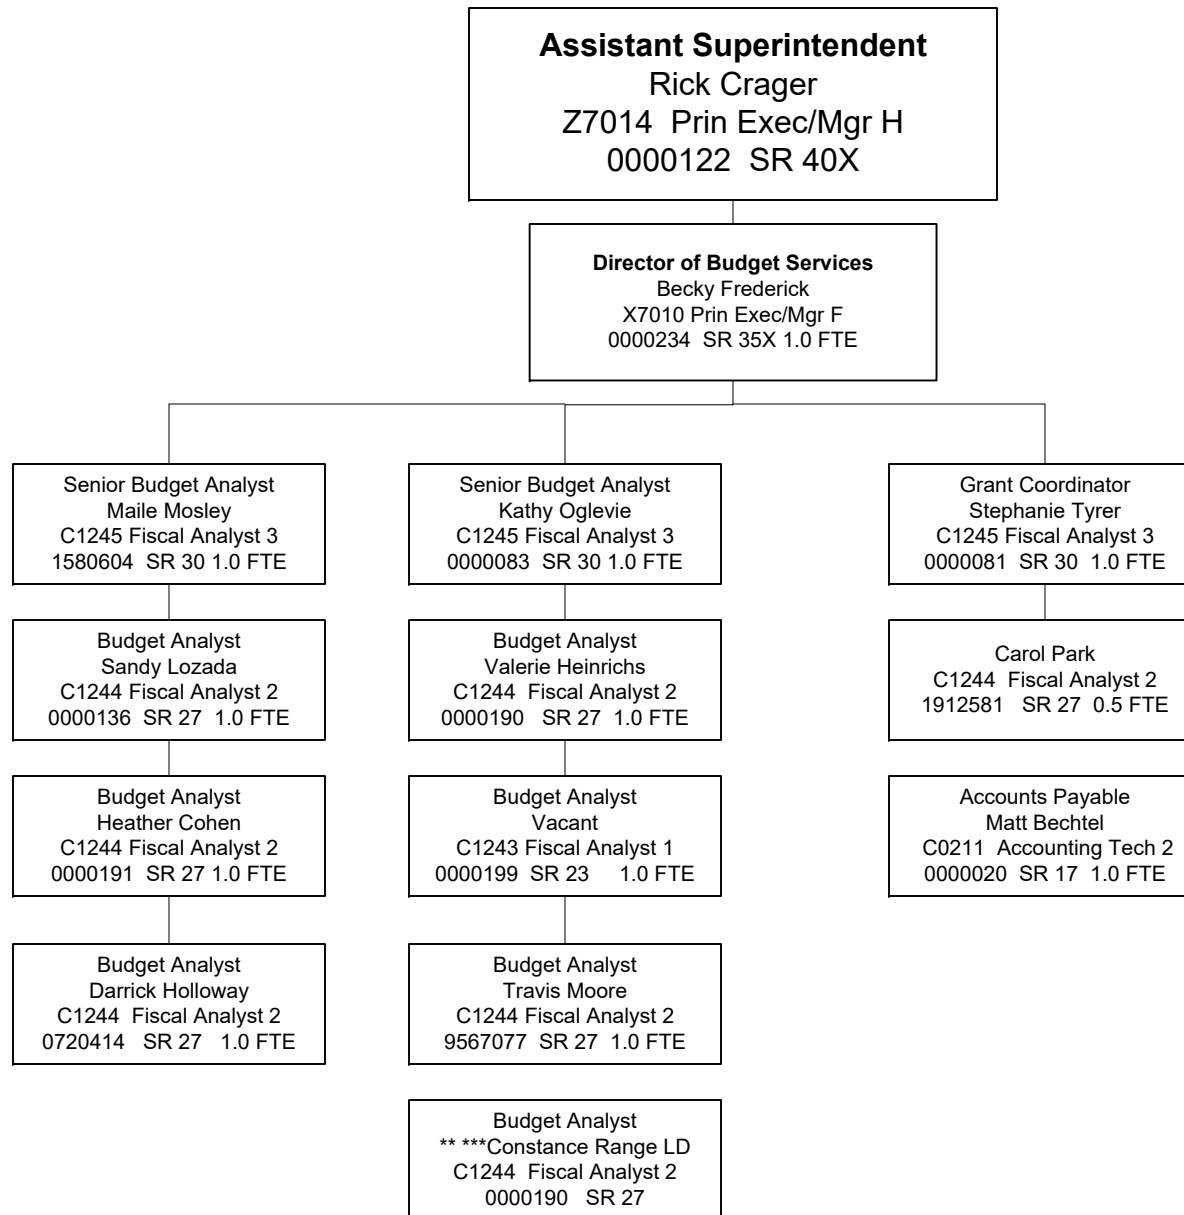 Assistant Superintendent
Rick Crager
Z7014 Prin Exec/Mgr H
0000122 SR 40X
Director of Budget Services
Becky Frederick
X7010 Prin Exec/Mgr F
0000234 SR 35X 1.0 FTE
Senior Budget Analyst
Maile Mosley
C1245 Fiscal Analyst 3
1580604 SR 30 1.0 FTE
Senior Budget Analyst
Kathy Oglevie
C1245 Fiscal Analyst 3
0000083 SR 30 1.0 FTE
Grant Coordinator
Stephanie Tyrer
C1245 Fiscal Analyst 3
0000081 SR 30 1.0 FTE
Budget Analyst
Sandy Lozada
C1244 Fiscal Analyst 2
0000136 SR 27 1.0 FTE
Budget Analyst
Valerie Heinrichs
C1244 Fiscal Analyst 2
0000190 SR 27 1.0 FTE
Carol Park
C1244 Fiscal Analyst 2
1912581 SR 27 0.5 FTE
Budget Analyst
Heather Cohen
C1244 Fiscal Analyst 2
0000191 SR 27 1.0 FTE
Budget Analyst
Vacant
C1243 Fiscal Analyst 1
0000199 SR 23 1.0 FTE
Accounts Payable
Matt Bechtel
C0211 Accounting Tech 2
0000020 SR 17 1.0 FTE
Budget Analyst
Darrick Holloway
C1244 Fiscal Analyst 2
0720414 SR 27 1.0 FTE
Budget Analyst
Travis Moore
C1244 Fiscal Analyst 2
9567077 SR 27 1.0 FTE
Budget Analyst
** ***Constance Range LD
C1244 Fiscal Analyst 2
0000190 SR 27